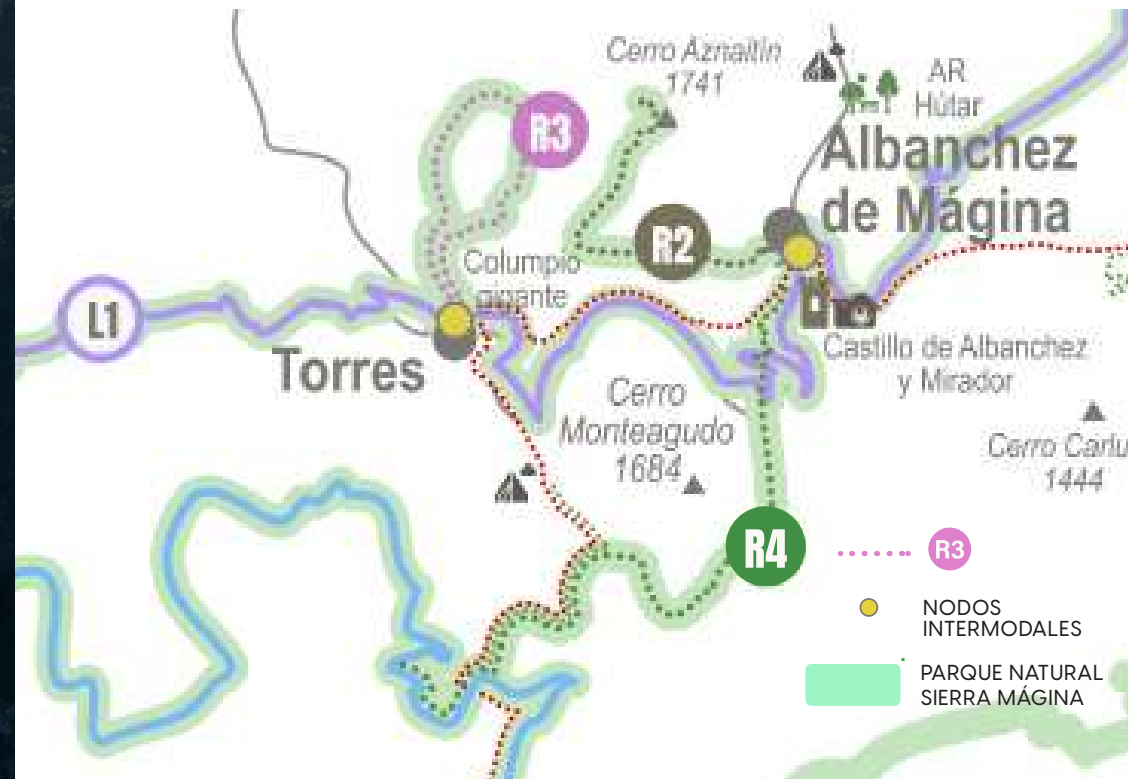 Cerro Aznaitín
1741
AR
Hútar
R3
Albanchez
de Mágina
R2
Columpio
gigante
L1
Torres
Castillo de Albanchez
y Mirador
Cerro
Monteagudo
1684
Cerro
1444
R4
R3
NODOS
INTERMODALES
PARQUE NATURAL
SIERRA MÁGINA